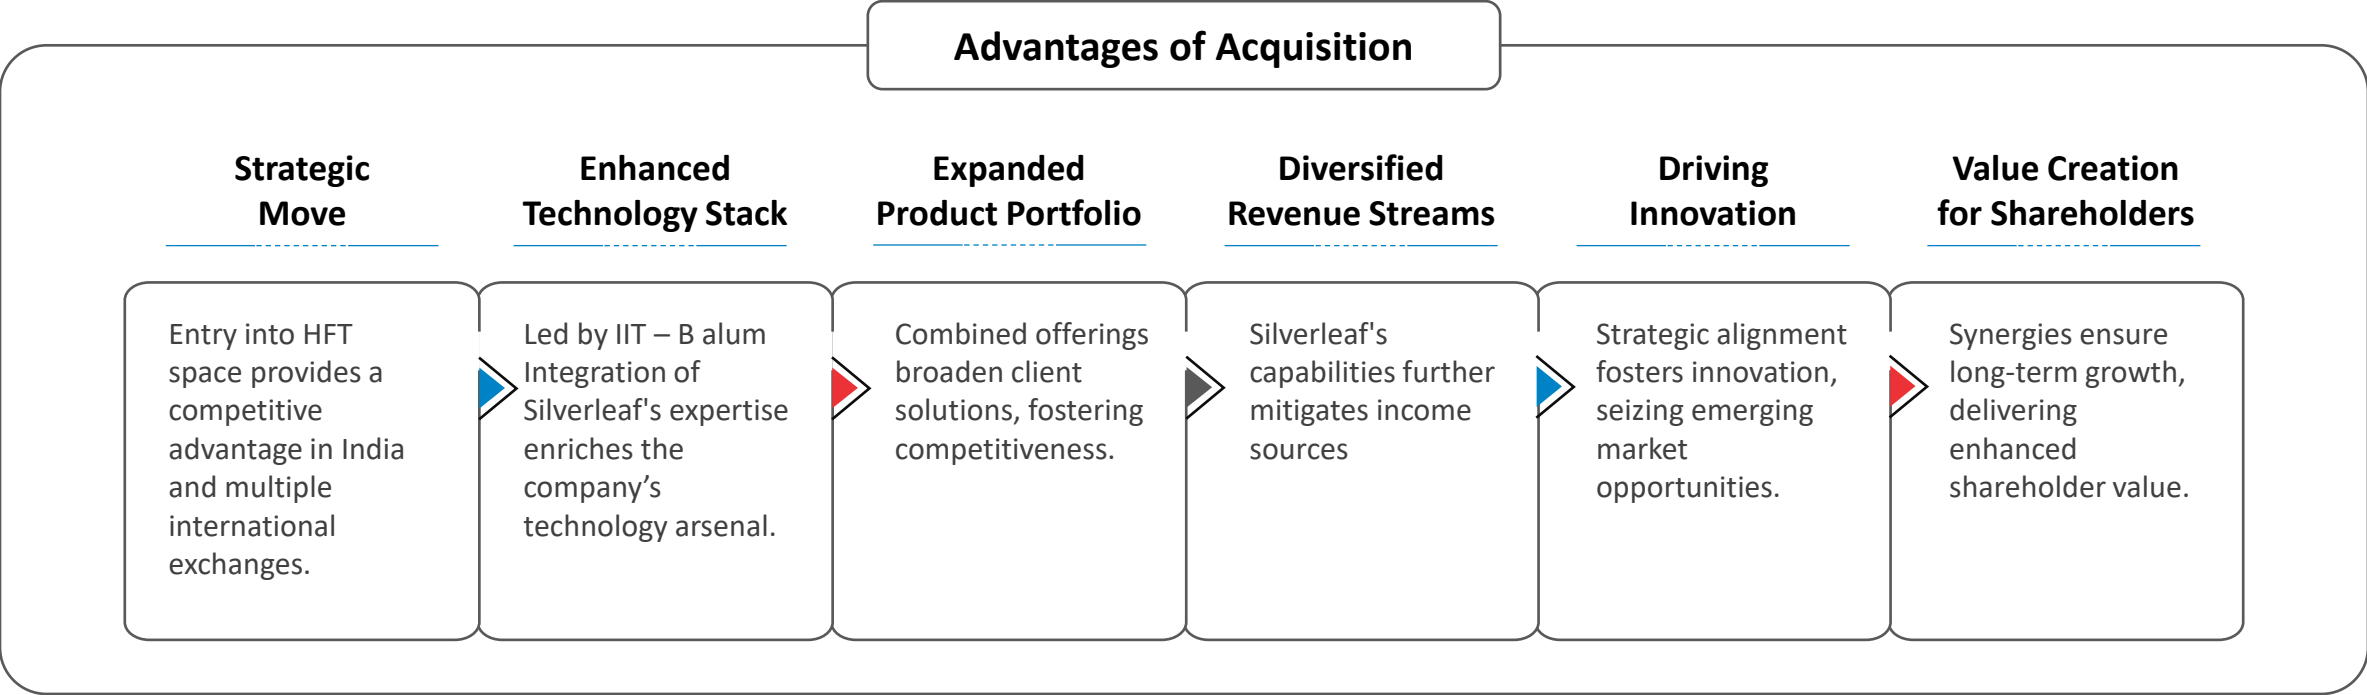 Advantages of Acquisition
Strategic
Move
Entry into HFT
space provides a
competitive
advantage in India
and multiple
international
exchanges.
Enhanced
Technology Stack
Led by IIT – B alum
Integration of
Silverleaf's expertise
enriches the
company’s
technology arsenal.
Expanded
Product Portfolio
Combined offerings
broaden client
solutions, fostering
competitiveness.
Diversified
Revenue Streams
Silverleaf's
capabilities further
mitigates income
sources
Driving
Innovation
Strategic alignment
fosters innovation,
seizing emerging
market
opportunities.
Value Creation
for Shareholders
Synergies ensure
long-term growth,
delivering
enhanced
shareholder value.